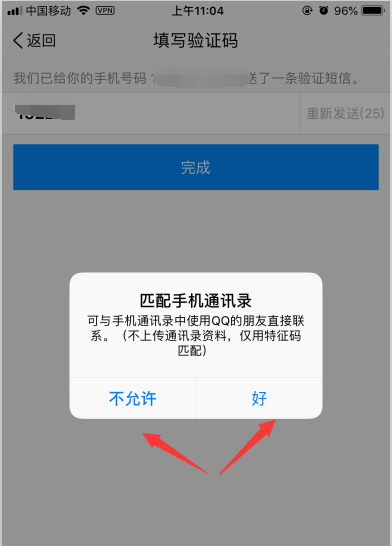 中国移动 VPN 上午11:04 96%
返回 填写验证码
我们已给你的手机号码 送了一条验证短信。
重新发送(25)
完成
匹配手机通讯录
可与手机通讯录中使用QQ的朋友直接联
系。（不上传通讯录资料，仅用特征码
匹配）
不允许 好